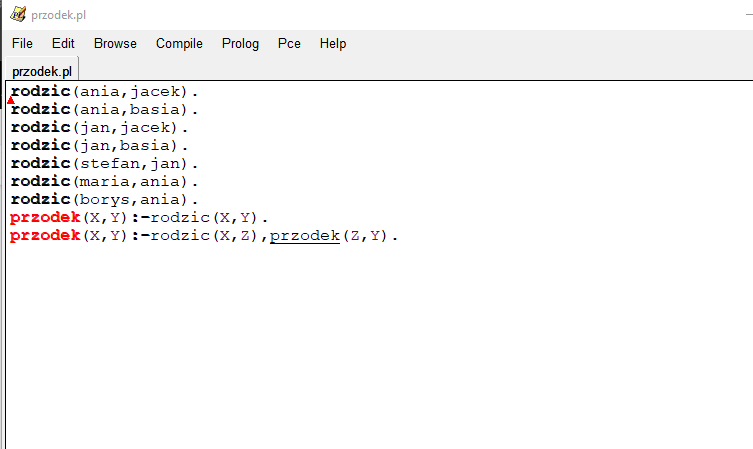 przodek.pl
File Edit Browse Compile Prolog Pce Help
przodek.pl
rodzic(ania,jacek).
rodzic(ania,basia).
rodzic(jan,jacek).
rodzic(jan,basia).
rodzic(stefan,jan).
rodzic(maria,ania).
rodzic(borys,ania).
przodek(X,Y):-rodzic(X,Y).
przodek(X,Y):-rodzic(X,Z),przodek(Z,Y).